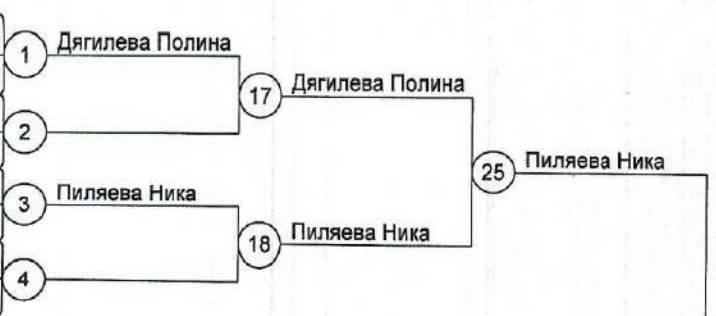 1 Дягилева Полина
17 Дягилева Полина
2
25 Пиляева Ника
3 Пиляева Ника
18 Пиляева Ника
4